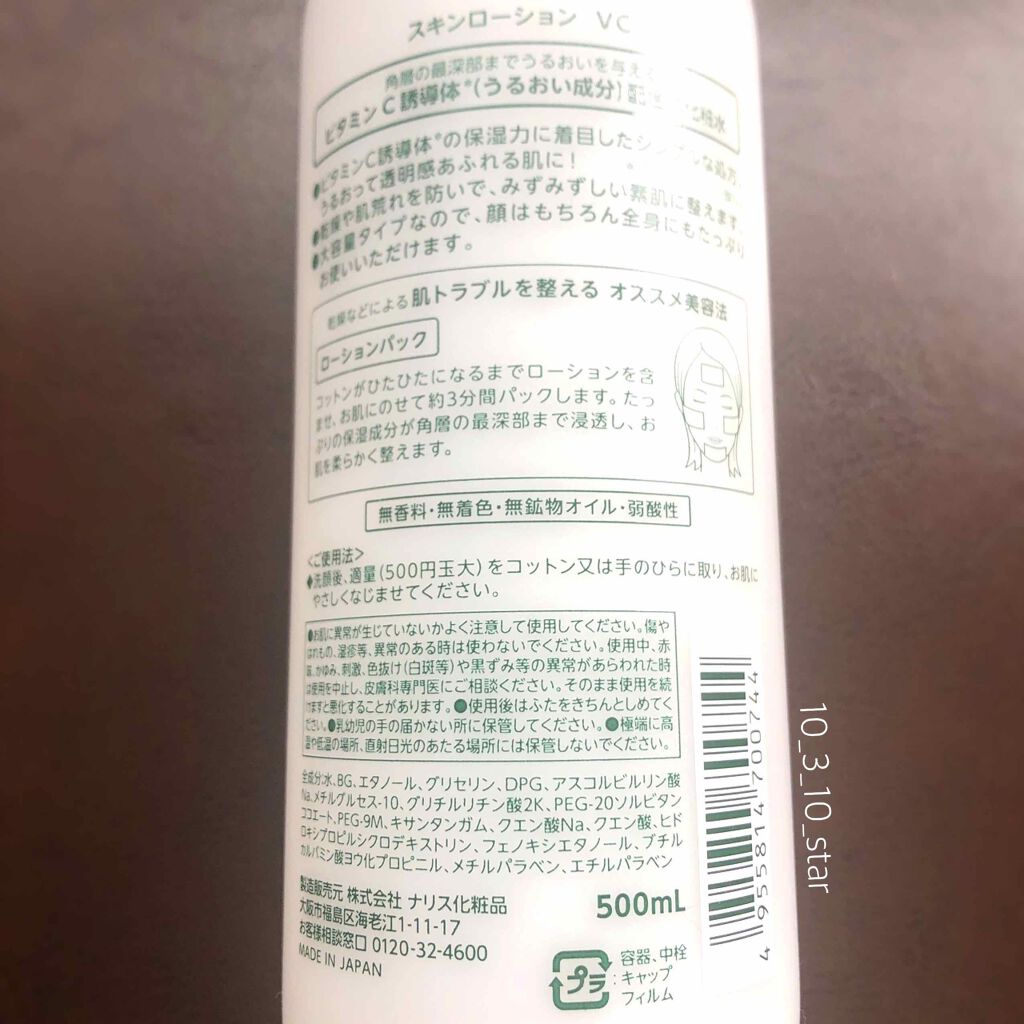 スキンローション VC
角層の最深部までうるおいを与える
ビタミンC誘導体*(うるおい成分)配 化粧水
●ビタミンC誘導体*の保湿力に着目したシンプルな処方。
うるおって透明感あふれる肌に!
●乾燥や肌荒れを防いで、みずみずしい素肌に整えます。
●大容量タイプなので、顔はもちろん全身にもたっぷり
お使いいただけます。
乾燥などによる肌トラブルを整える オススメ美容法
ローションパック
コットンがひたひたになるまでローションを含
ませ、お肌にのせて約3分間パックします。たっ
ぷりの保湿成分が角層の最深部まで浸透し、お
肌を柔らかく整えます。
無香料・無着色・無鉱物オイル・弱酸性
<ご使用法>
◆洗顔後、適量(500円玉大)をコットン又は手のひらに取り、お肌に
やさしくなじませてください。
●お肌に異常が生じていないかよく注意して使用してください。傷や
はれもの、湿疹等、異常のある時は使わないでください。使用中、赤
み、かゆみ、刺激、色抜け(白斑等)や黒ずみ等の異常があらわれた時
は使用を中止し、皮膚科専門医にご相談ください。そのまま使用を続
けますと悪化することがあります。●使用後はふたをきちんとしめてく
ださい。●乳幼児の手の届かない所に保管してください。●極端に高
温や低温の場所、直射日光のあたる場所には保管しないでください。
全成分:水、BG、エタノール、グリセリン、DPG、アスコルビルリン酸
Na、メチルグルセス-10、グリチルリチン酸2K、PEG-20ソルビタン
ココエート、PEG-9M、キサンタンガム、クエン酸Na、クエン酸、ヒド
ロキシプロピルシクロデキストリン、フェノキシエタノール、ブチル
カルバミン酸ヨウ化プロピニル、メチルパラベン、エチルパラベン
製造販売元 株式会社 ナリス化粧品
大阪市福島区海老江1-11-17
お客様相談窓口 0120-32-4600
MADE IN JAPAN
500mL
プラ
容器、中栓
:キャップ
フィルム
4 955814 700744
10_3_10_star